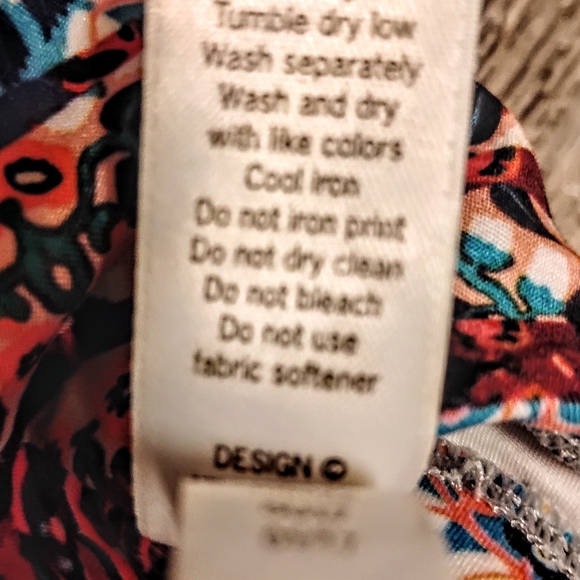 Tumble dry low
Wash separately
Wash and dry
with like colors
Cool iron
Do not iron print
Do not dry clean
Do not bleach
Do not use
fabric softener
DESIGN ©